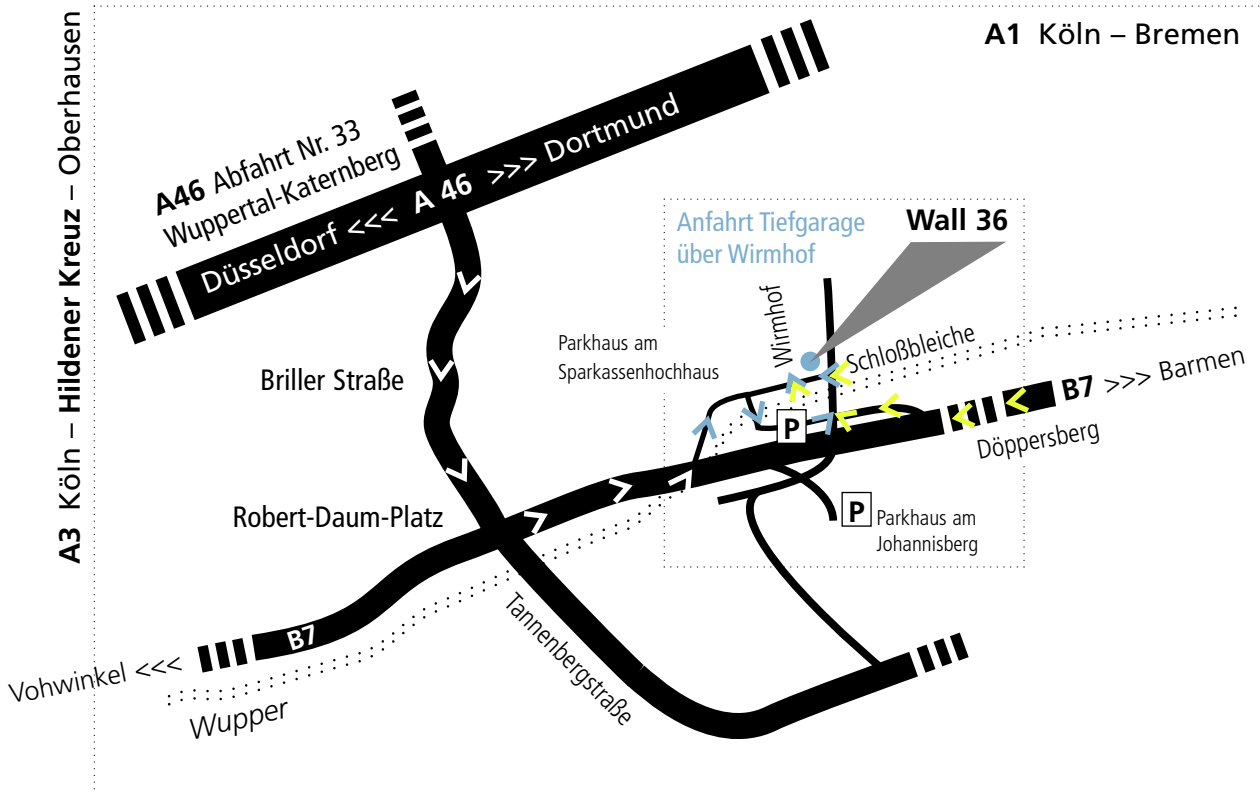 A1 Köln – Bremen
A3 Köln – Hildener Kreuz – Oberhausen
A46 Abfahrt Nr. 33
Wuppertal-Katernberg
Düsseldorf <<< A 46 >>> Dortmund
Anfahrt Tiefgarage
über Wirmhof
Wall 36
Wirmhof
Schloßbleiche
Parkhaus am
Sparkassenhochhaus
Briller Straße
B7 >>> Barmen
P
Döppersberg
Robert-Daum-Platz
P
Parkhaus am
Johannisberg
Tannenbergstraße
B7
Vohwinkel <<<
Wupper